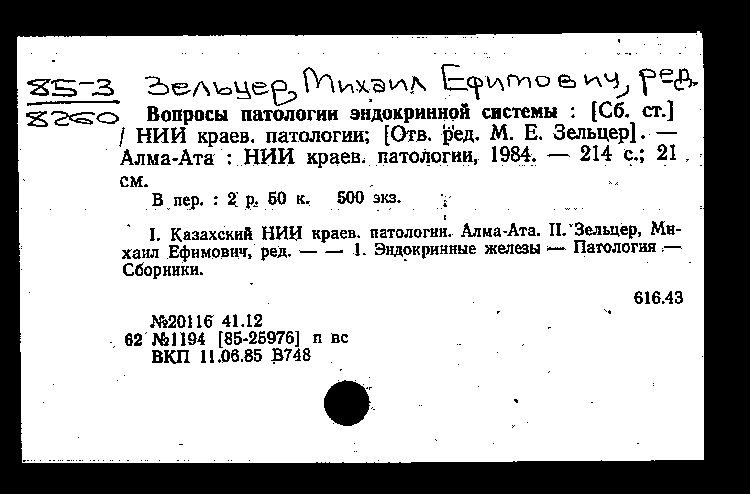 85-3 Зельцер, Михаил Ефимович, ред.
8260
Вопросы патологии эндокринной системы : [Сб. ст.]
/ НИИ краев. патологии; [Отв. ред. М. Е. Зельцер]. —
Алма-Ата : НИИ краев. патологии, 1984. — 214 с.; 21
см.
В пер. : 2 р. 50 к. 500 экз.
I. Казахский НИИ краев. патологии. Алма-Ата. II. Зельцер, Ми-
хаил Ефимович, ред. — — 1. Эндокринные железы — Патология —
Сборники.
616.43
№20116 41.12
62 №1194 [85-25976] п вс
ВКП 11.06.85 В748